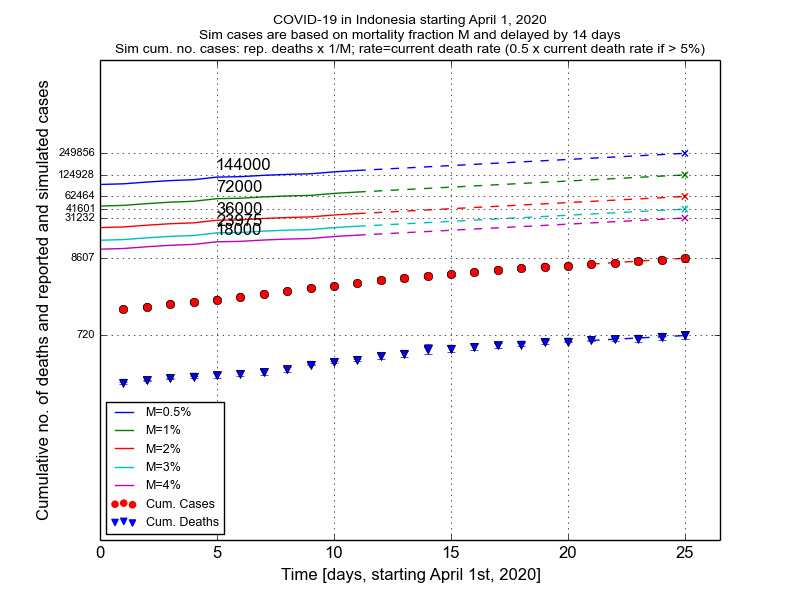 COVID-19 in Indonesia starting April 1, 2020
Sim cases are based on mortality fraction M and delayed by 14 days
Sim cum. no. cases: rep. deaths x 1/M; rate=current death rate (0.5 x current death rate if > 5%)
Cumulative no. of deaths and reported and simulated cases
249856
124928
62464
41601
31232
8607
720
144000
72000
36000
23975
18000
M=0.5%
M=1%
M=2%
M=3%
M=4%
Cum. Cases
Cum. Deaths
0 5 10 15 20 25
Time [days, starting April 1st, 2020]